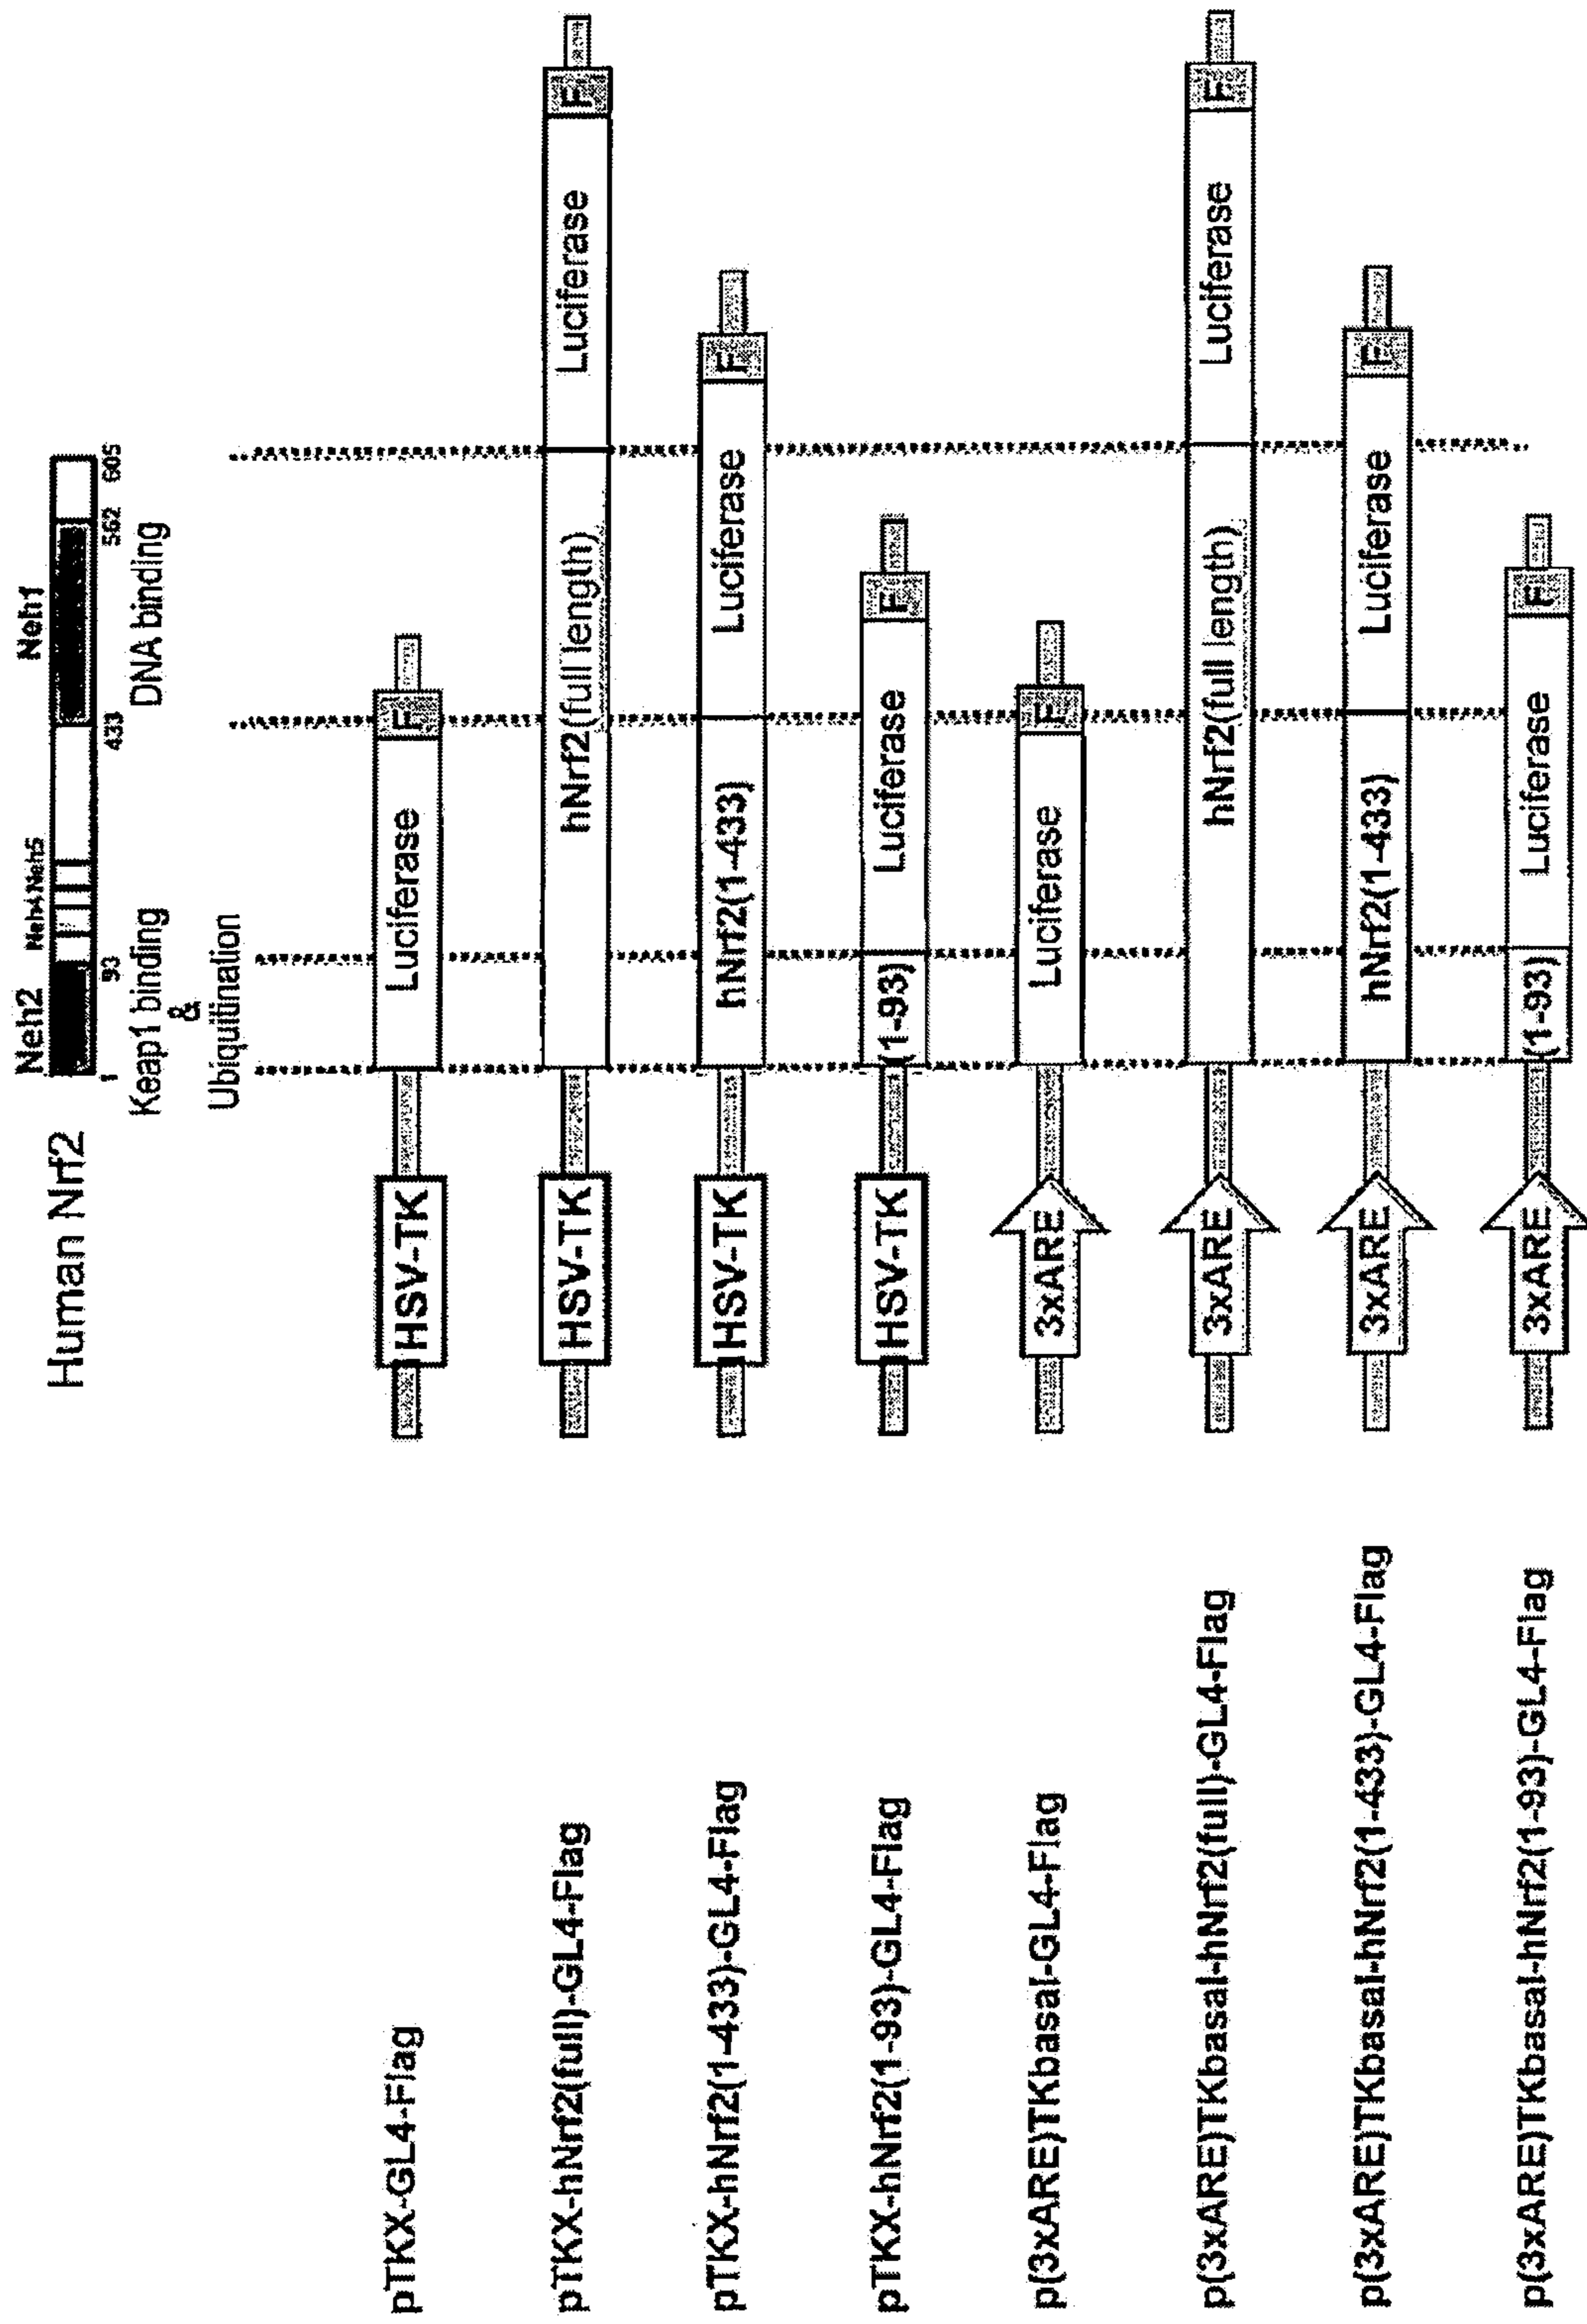 Neh2 Neh4 Neh5 Neh1
Human Nrf2
1 93 433 562 605
Keap1 binding
&
Ubiquitination
DNA binding
pTKX-GL4-Flag HSV-TK Luciferase F
pTKX-hNrf2(full)-GL4-Flag HSV-TK hNrf2(full length) Luciferase F
pTKX-hNrf2(1-433)-GL4-Flag HSV-TK hNrf2(1-433) Luciferase F
pTKX-hNrf2(1-93)-GL4-Flag HSV-TK (1-93) Luciferase F
p(3xARE)TKbasal-GL4-Flag 3xARE Luciferase F
p(3xARE)TKbasal-hNrf2(full)-GL4-Flag 3xARE hNrf2(full length) Luciferase F
p(3xARE)TKbasal-hNrf2(1-433)-GL4-Flag 3xARE hNrf2(1-433) Luciferase F
p(3xARE)TKbasal-hNrf2(1-93)-GL4-Flag 3xARE (1-93) Luciferase F